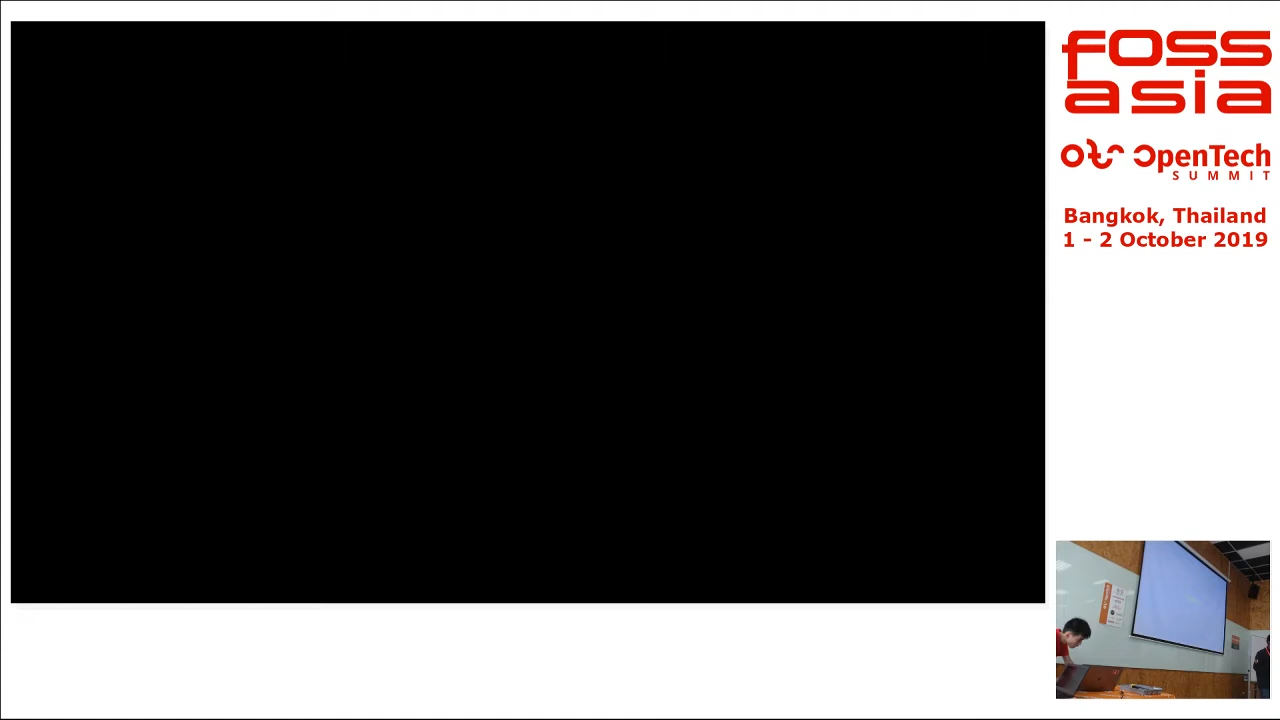 foss
asia
OpenTech
SUMMIT
Bangkok, Thailand
1 - 2 October 2019